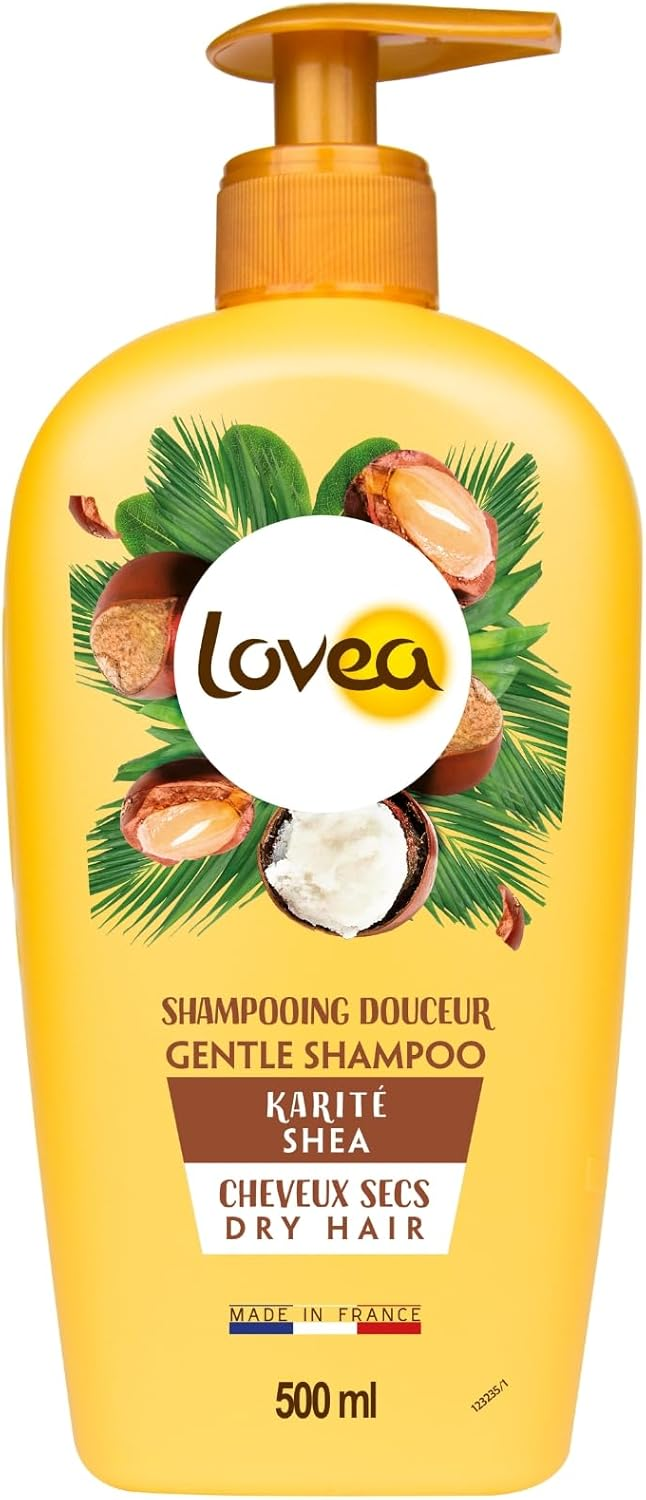 Lovea
SHAMPOOING DOUCEUR
GENTLE SHAMPOO
KARITÉ
SHEA
CHEVEUX SECS
DRY HAIR
MADE IN FRANCE
500 ml
123235/1